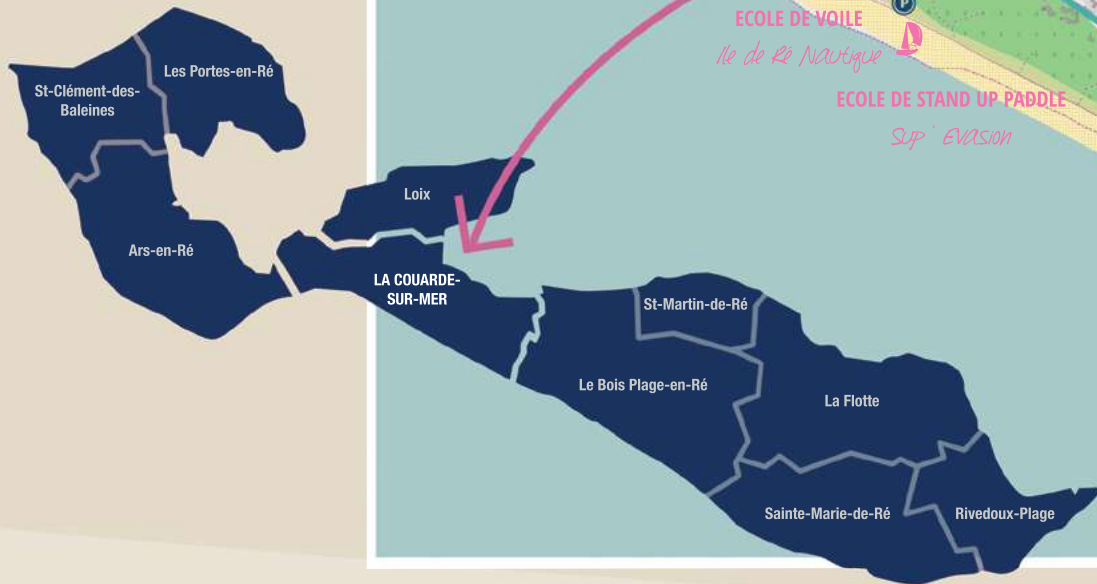 P
ECOLE DE VOILE
Ile de Ré Nautique
ECOLE DE STAND UP PADDLE
Sup' Evasion
Les Portes-en-Ré
St-Clément-des-
Baleines
Loix
Ars-en-Ré
LA COUARDE-
SUR-MER
St-Martin-de-Ré
Le Bois Plage-en-Ré
La Flotte
Sainte-Marie-de-Ré
Rivedoux-Plage